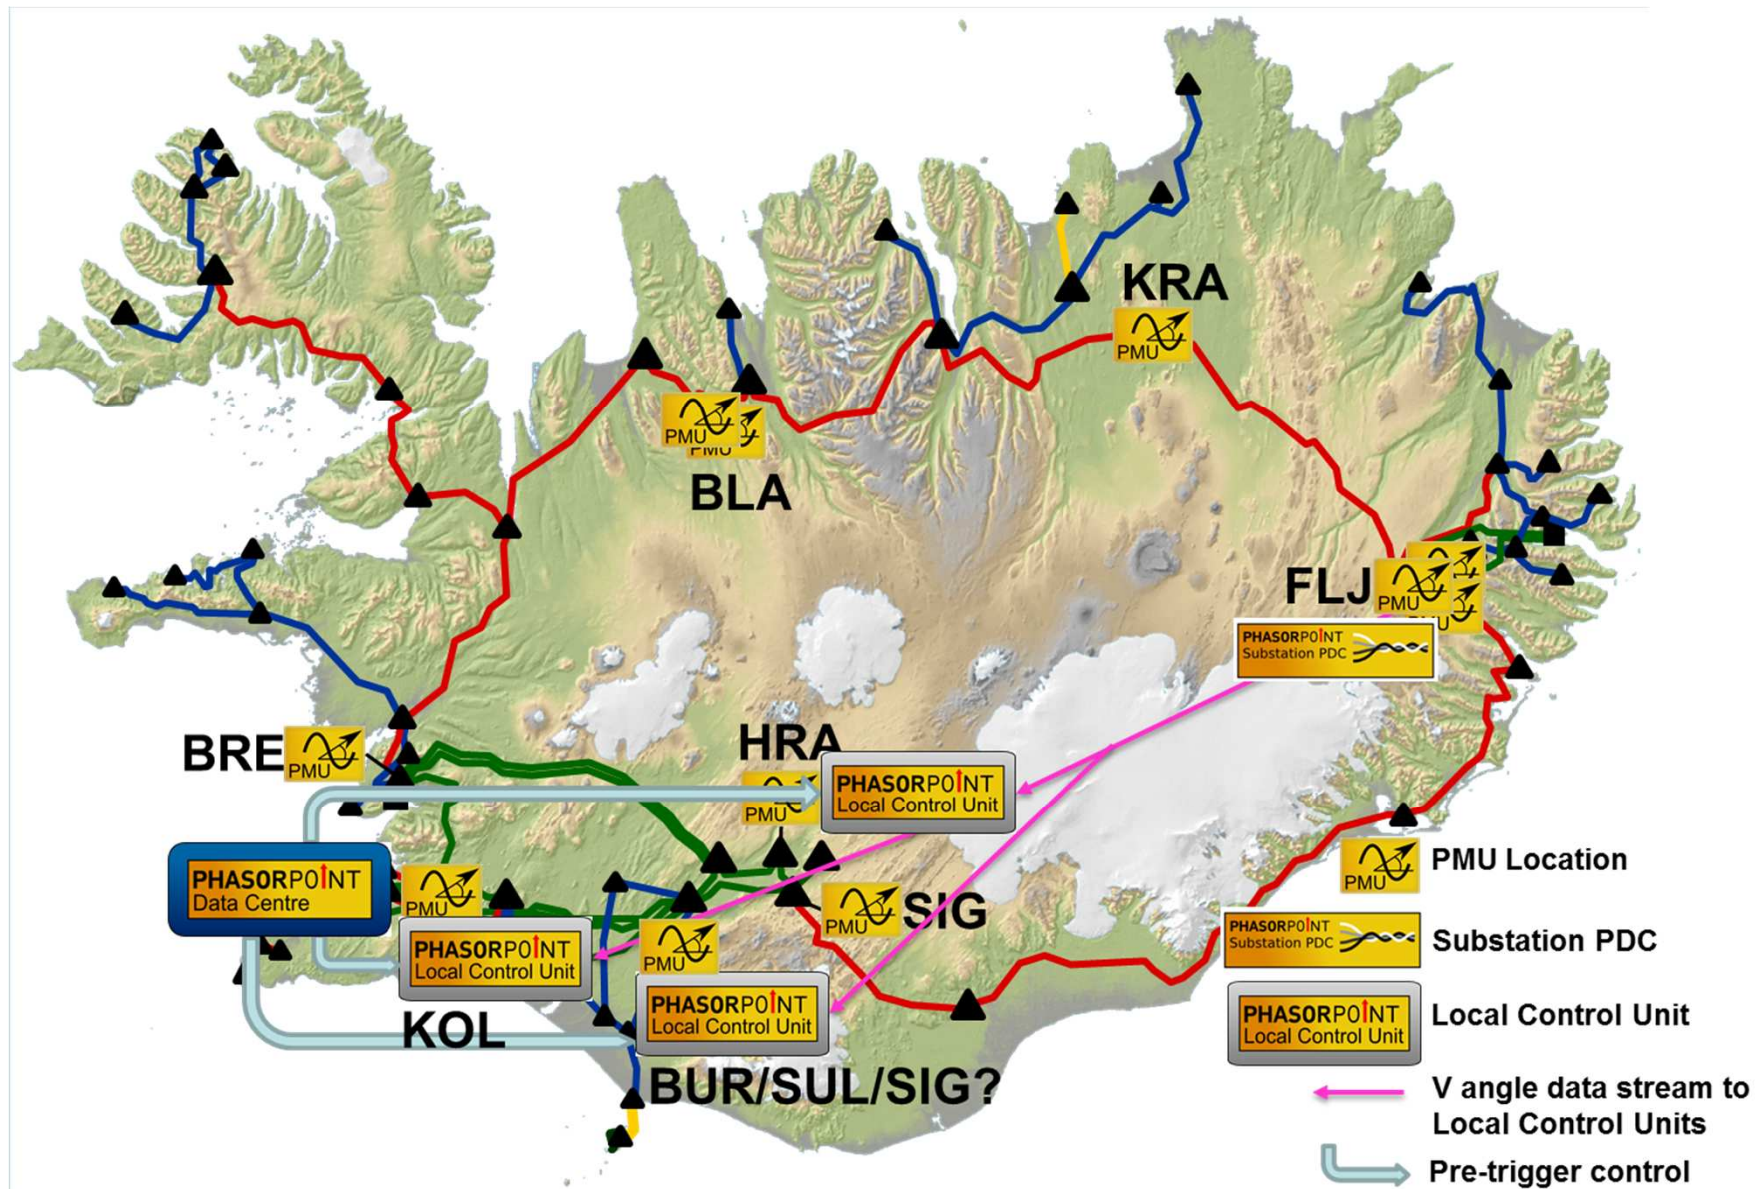 KRA
PMU
PMU
PMU
BLA
FLJ
PMU
PMU
PHASORPOINT
Substation PDC
BRE
PMU
HRA
PMU
PHASORPOINT
Local Control Unit
PHASORPOINT
Data Centre
PMU
PMU
SIG
PHASORPOINT
Local Control Unit
PMU
KOL
PHASORPOINT
Local Control Unit
BUR/SUL/SIG?
PMU
PMU Location
PHASORPOINT
Substation PDC
Substation PDC
PHASORPOINT
Local Control Unit
Local Control Unit
V angle data stream to
Local Control Units
Pre-trigger control